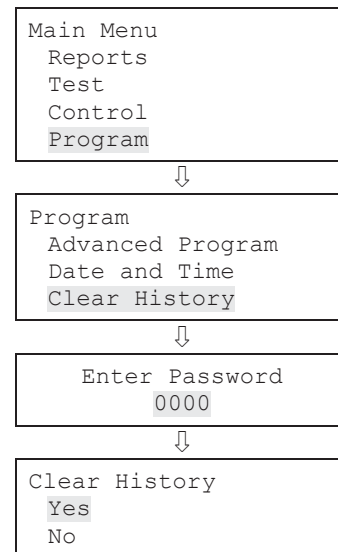 Main Menu
Reports
Test
Control
Program
⇩
Program
Advanced Program
Date and Time
Clear History
⇩
Enter Password
0000
⇩
Clear History
Yes
No